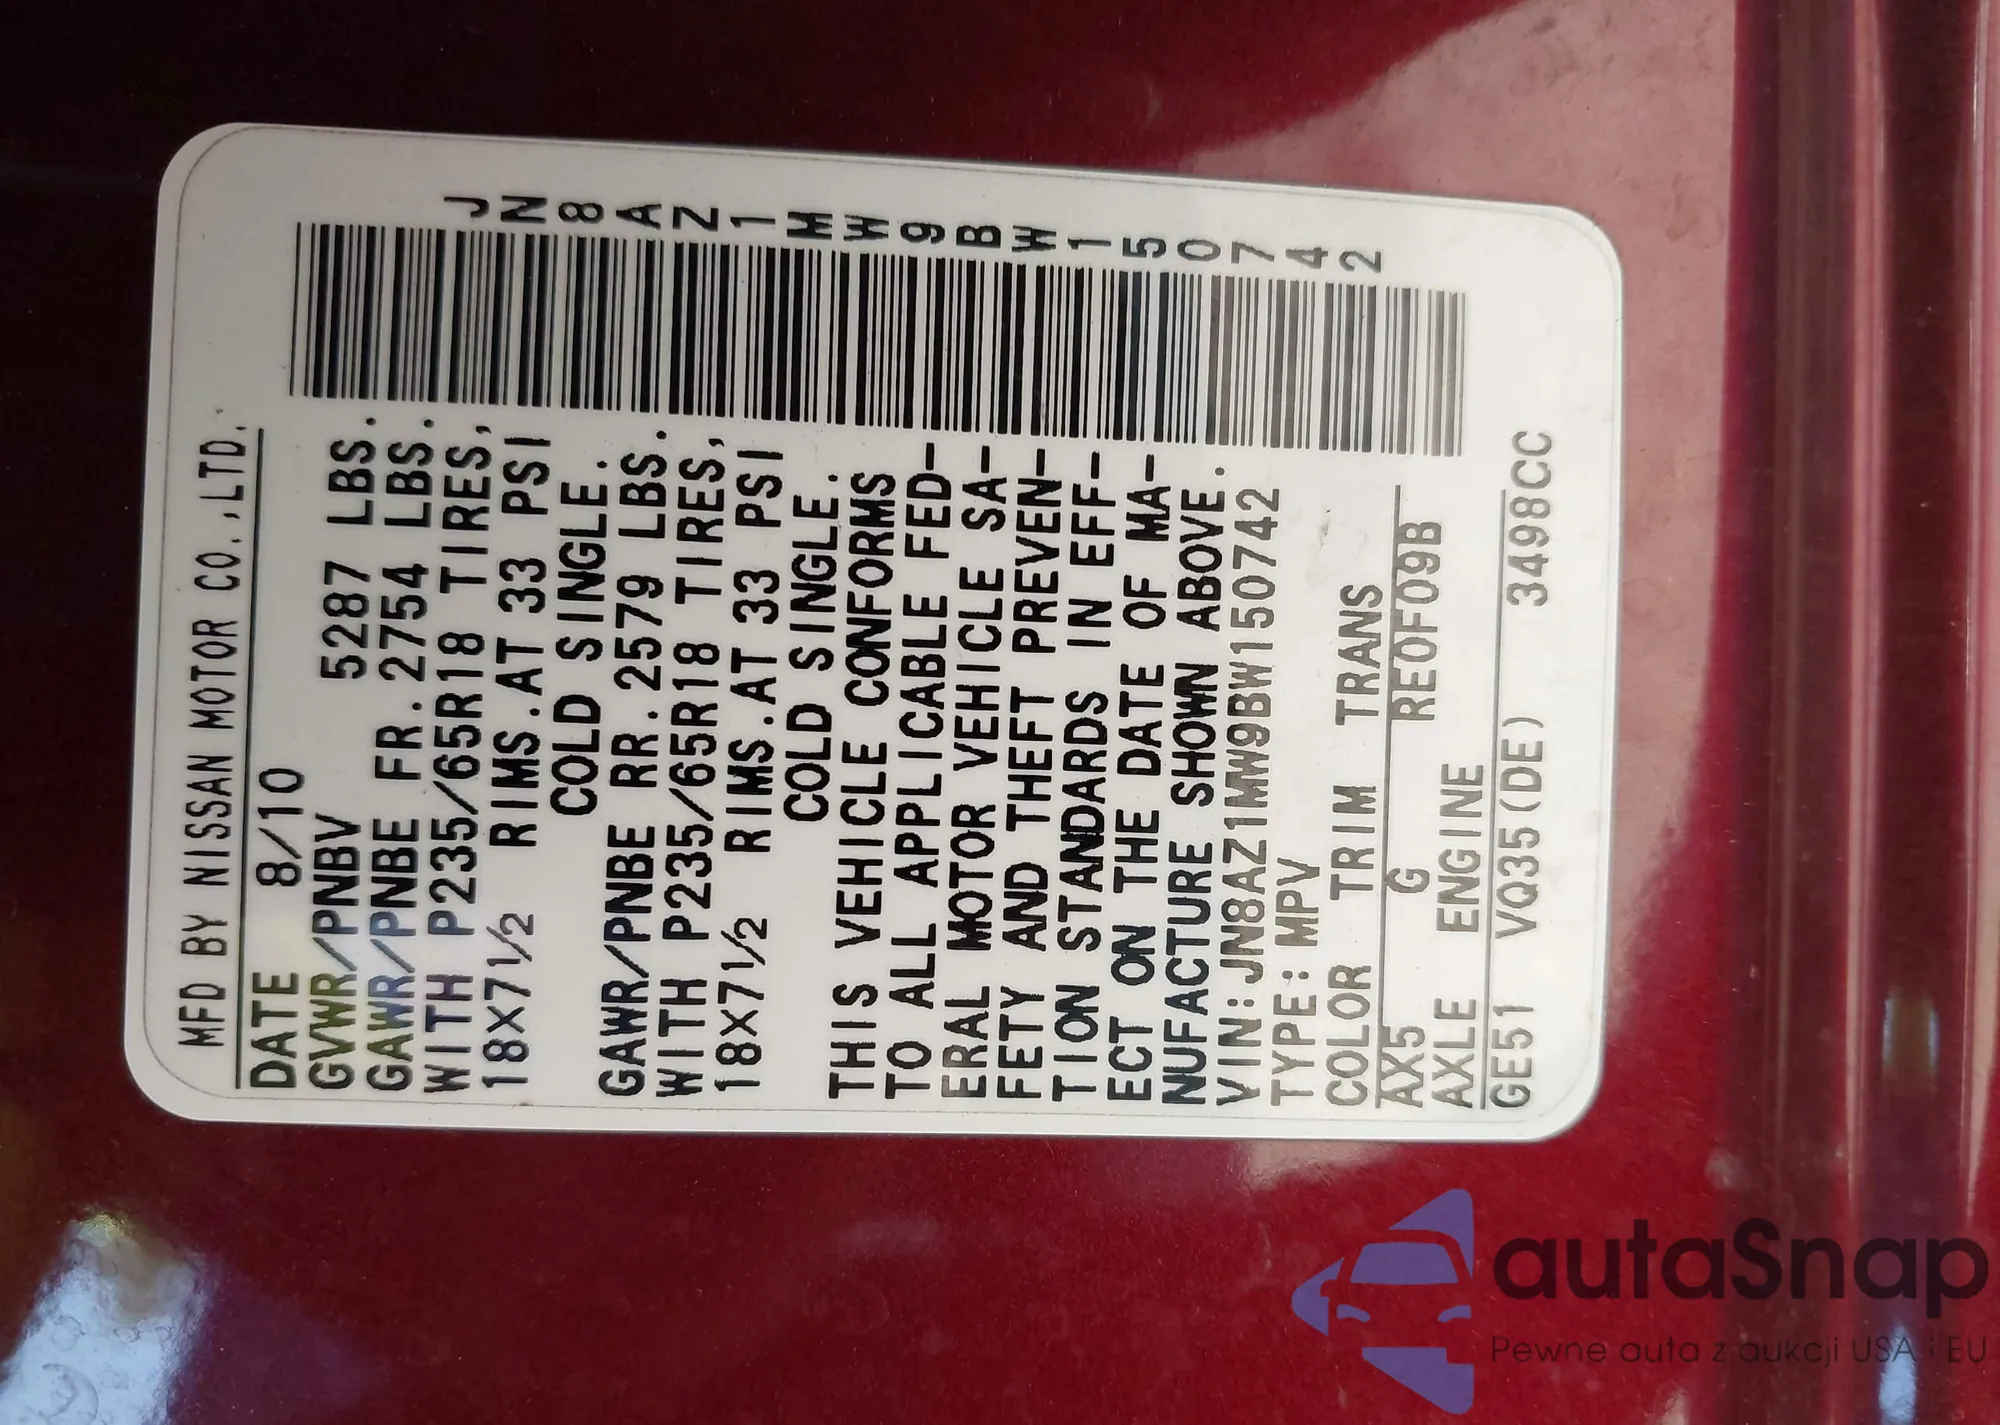 MFD BY NISSAN MOTOR CO.,LTD.
DATE 8/10
GVWR/PNBV 5287 LBS.
GAWR/PNBE FR. 2754 LBS.
WITH P235/65R18 TIRES,
18X7 1/2 RIMS.AT 33 PSI
COLD SINGLE.
GAWR/PNBE RR. 2579 LBS.
WITH P235/65R18 TIRES,
18X7 1/2 RIMS.AT 33 PSI
COLD SINGLE.
THIS VEHICLE CONFORMS
TO ALL APPLICABLE FED-
ERAL MOTOR VEHICLE SA-
FETY AND THEFT PREVEN-
TION STANDARDS IN EFF-
ECT ON THE DATE OF MA-
NUFACTURE SHOWN ABOVE.
VIN:JN8AZ1MW9BW150742
TYPE:MPV
COLOR TRIM TRANS
AX5 G RE0F09B
AXLE ENGINE
GE51 VQ35(DE) 3498CC
JN8AZ1MW9BW150742
autaSnap
Pewne auta z aukcji USA i EU